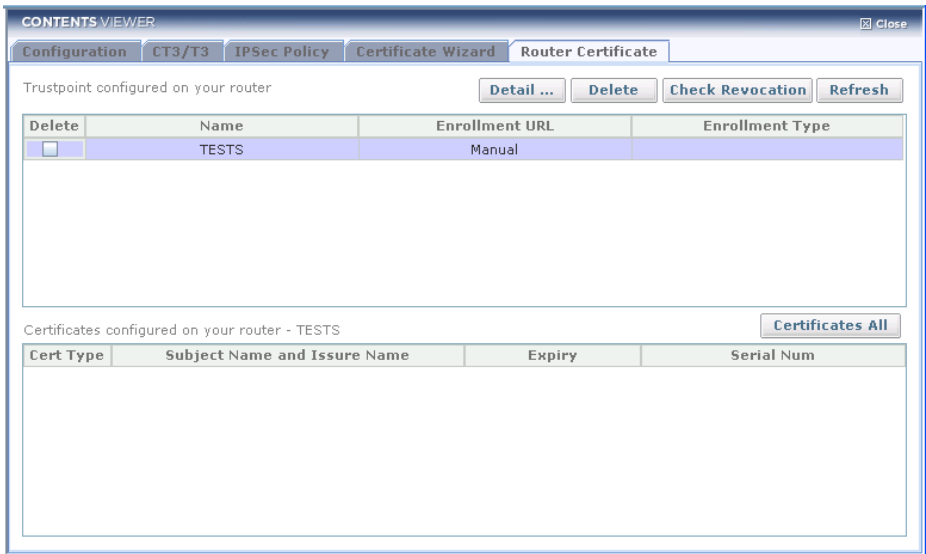 CONTENTS VIEWER Close
Configuration CT3/T3 IPSec Policy Certificate Wizard Router Certificate
Trustpoint configured on your router Detail ... Delete Check Revocation Refresh
Delete Name Enrollment URL Enrollment Type
TESTS Manual
Certificates configured on your router - TESTS Certificates All
Cert Type Subject Name and Issure Name Expiry Serial Num